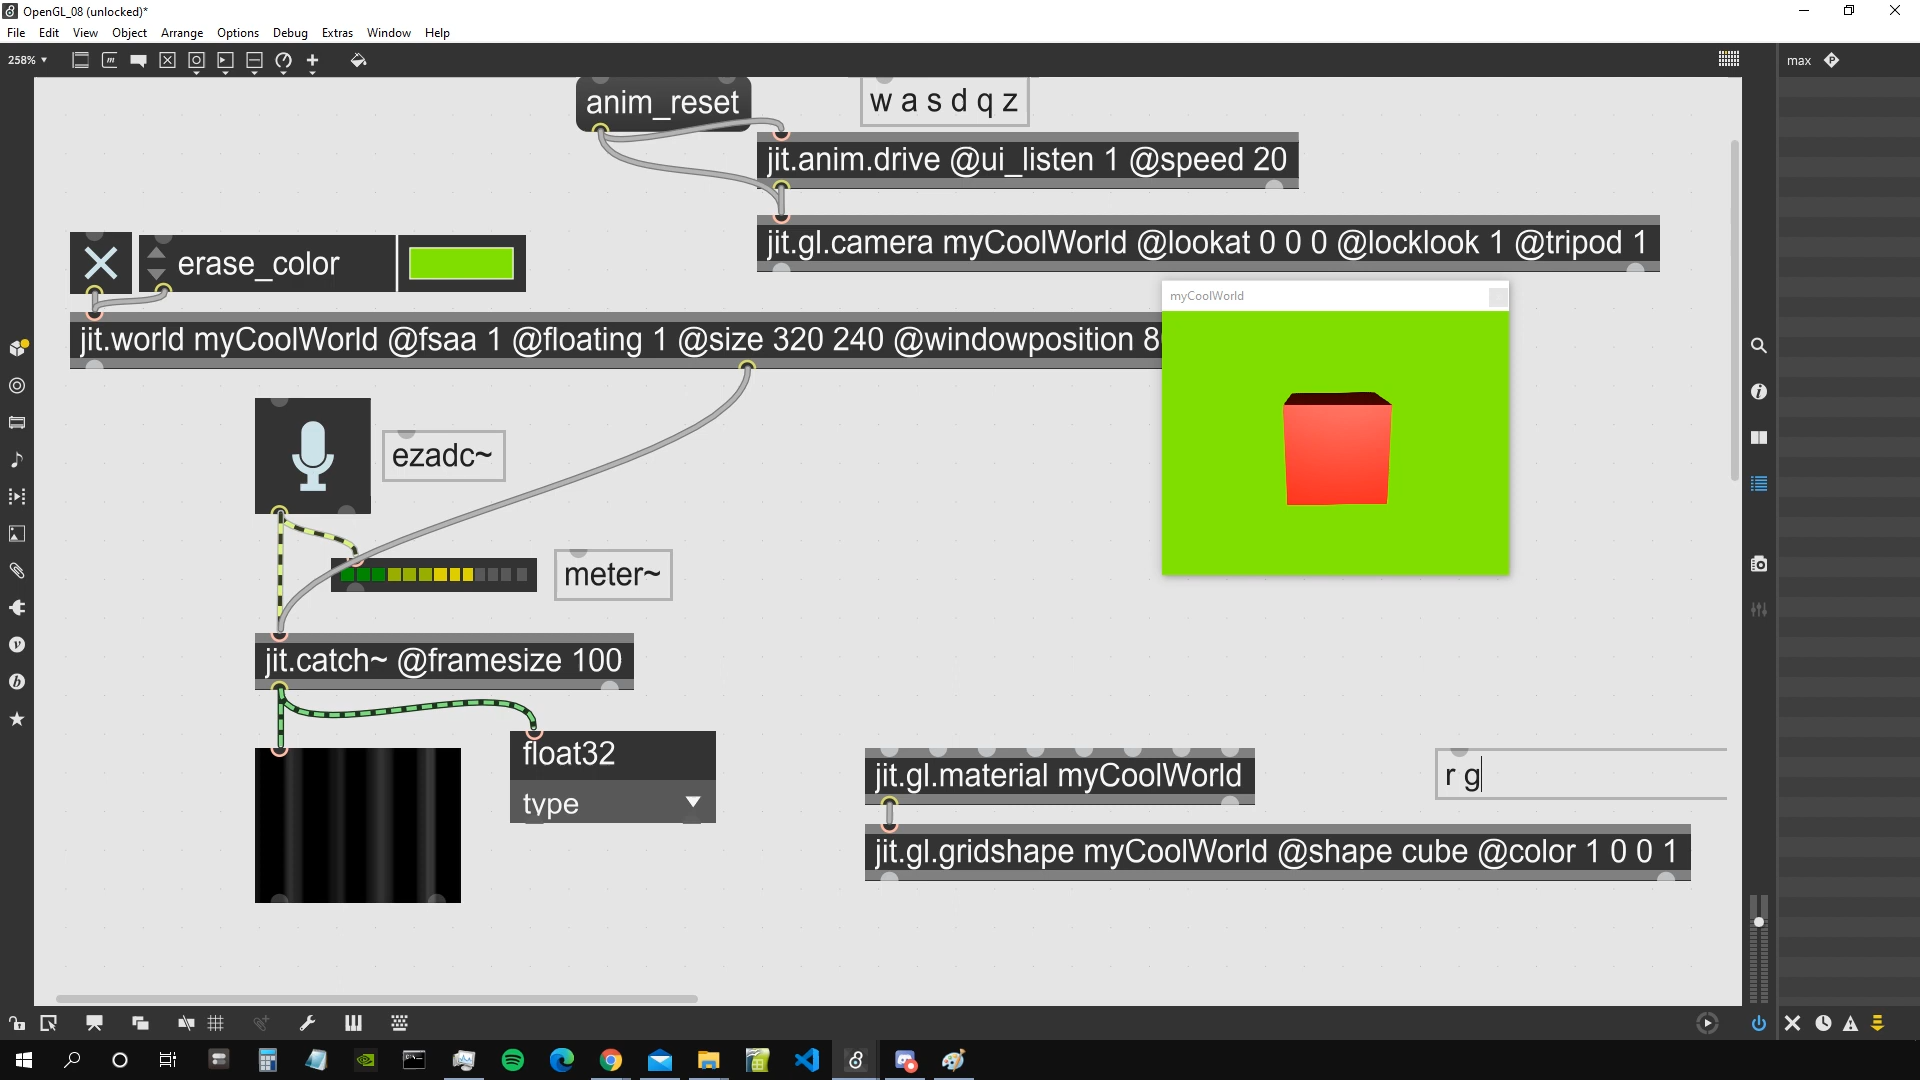 OpenGL_08 (unlocked)*
File Edit View Object Arrange Options Debug Extras Window Help
258%
max
anim_reset
w a s d q z
jit.anim.drive @ui_listen 1 @speed 20
jit.gl.camera myCoolWorld @lookat 0 0 0 @locklook 1 @tripod 1
erase_color
myCoolWorld
jit.world myCoolWorld @fsaa 1 @floating 1 @size 320 240 @windowposition 8
ezadc~
meter~
jit.catch~ @framesize 100
float32
type
jit.gl.material myCoolWorld
r g
jit.gl.gridshape myCoolWorld @shape cube @color 1 0 0 1